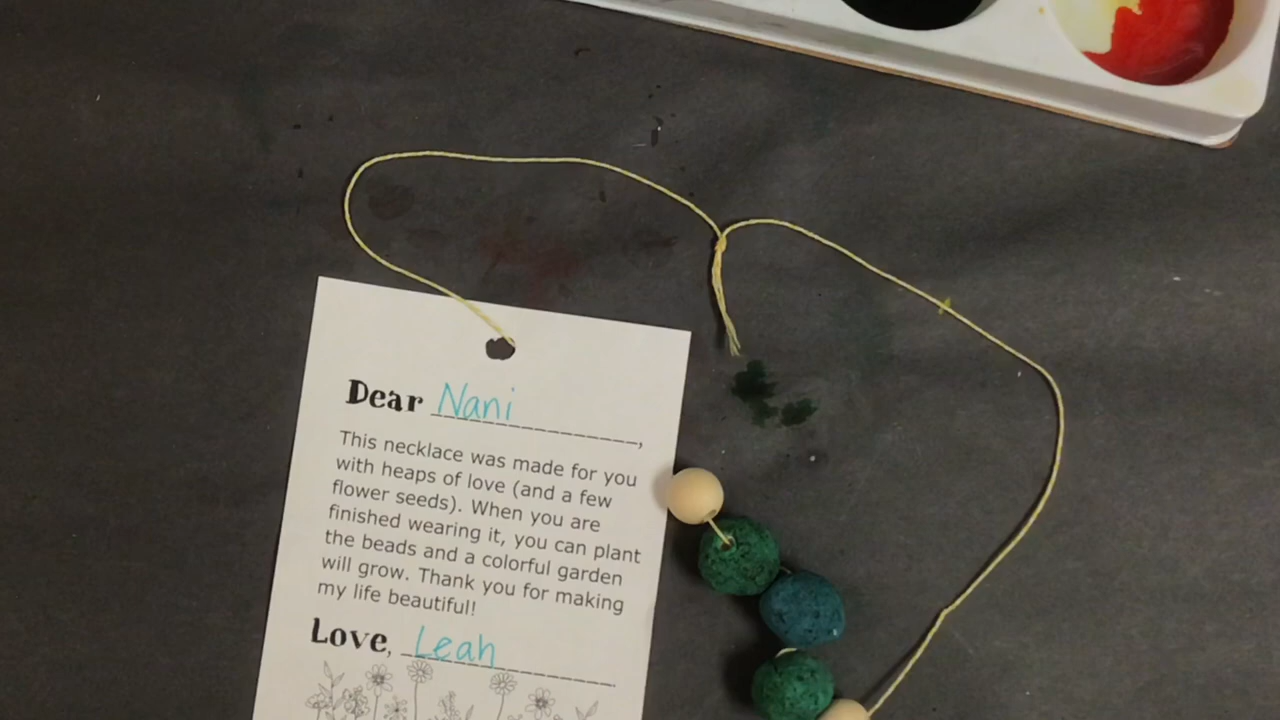 Dear Nani,
This necklace was made for you
with heaps of love (and a few
flower seeds). When you are
finished wearing it, you can plant
the beads and a colorful garden
will grow. Thank you for making
my life beautiful!
Love, Leah.